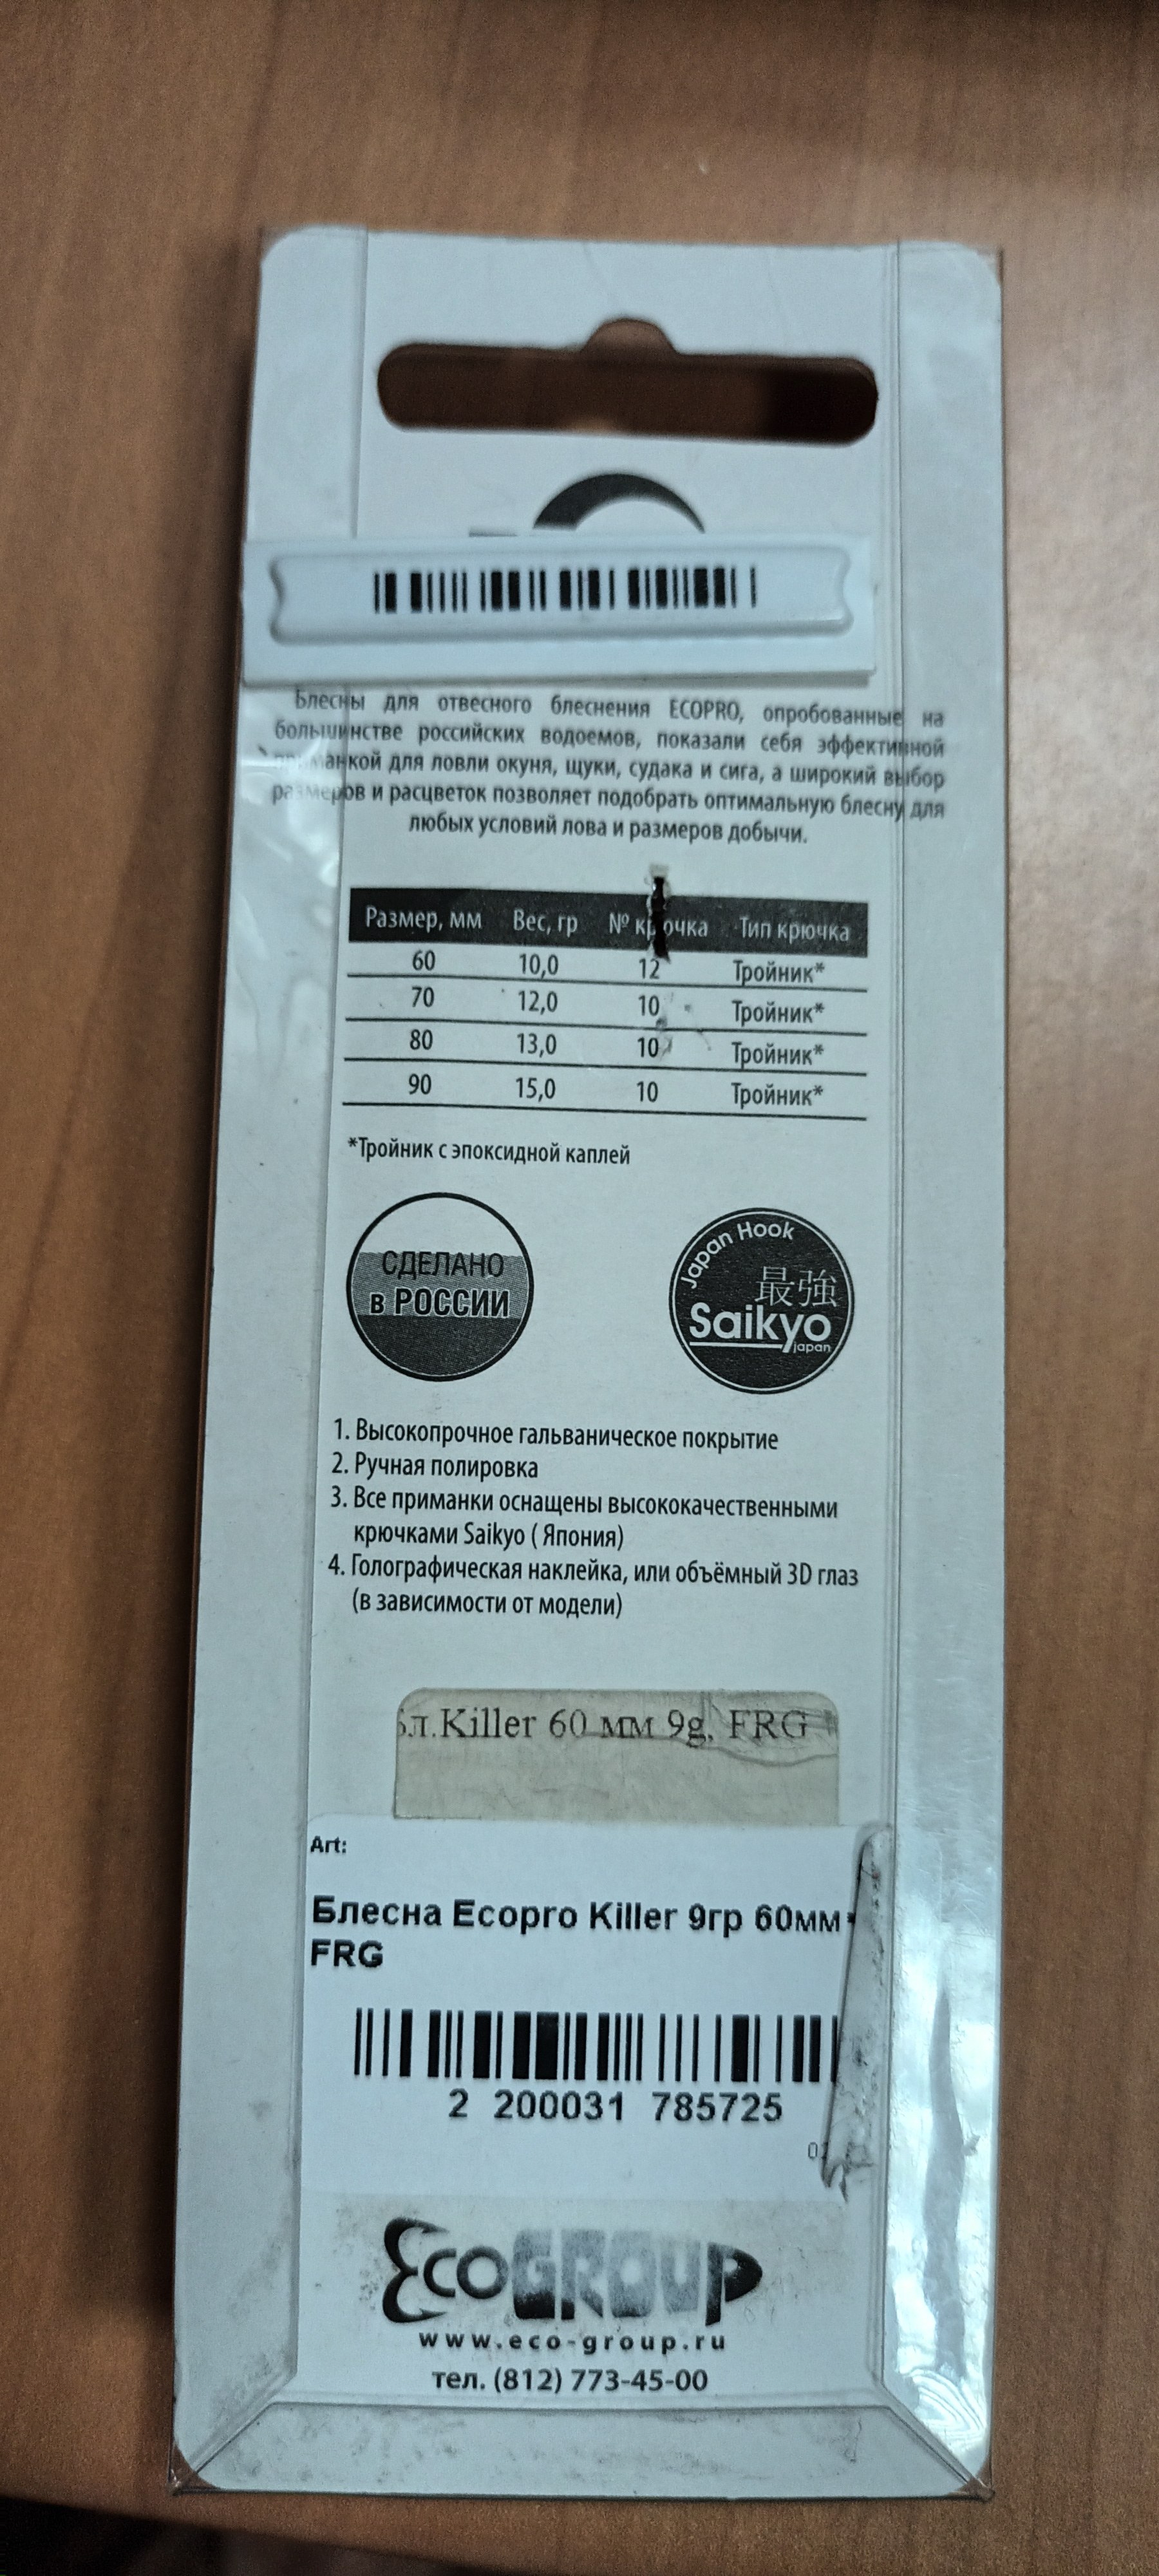 Блесны для отвесного блеснения ECOPRO, опробованные на
большинстве российских водоемов, показали себя эффективной
приманкой для ловли окуня, щуки, судака и сига, а широкий выбор
размеров и расцветок позволяет подобрать оптимальную блесну для
любых условий лова и размеров добычи.
Размер, мм Вес, гр № крючка Тип крючка
60 10,0 12 Тройник*
70 12,0 10 Тройник*
80 13,0 10 Тройник*
90 15,0 10 Тройник*
*Тройник с эпоксидной каплей
СДЕЛАНО
в РОССИИ
Japan Hook
最強
Saikyo
japan
1. Высокопрочное гальваническое покрытие
2. Ручная полировка
3. Все приманки оснащены высококачественными
крючками Saikyo ( Япония)
4. Голографическая наклейка, или объёмный 3D глаз
(в зависимости от модели)
бл.Killer 60 мм 9g, FRG
Art:
Блесна Ecopro Killer 9гр 60мм
FRG
2 200031 785725
EcoGROUP
www.eco-group.ru
тел. (812) 773-45-00